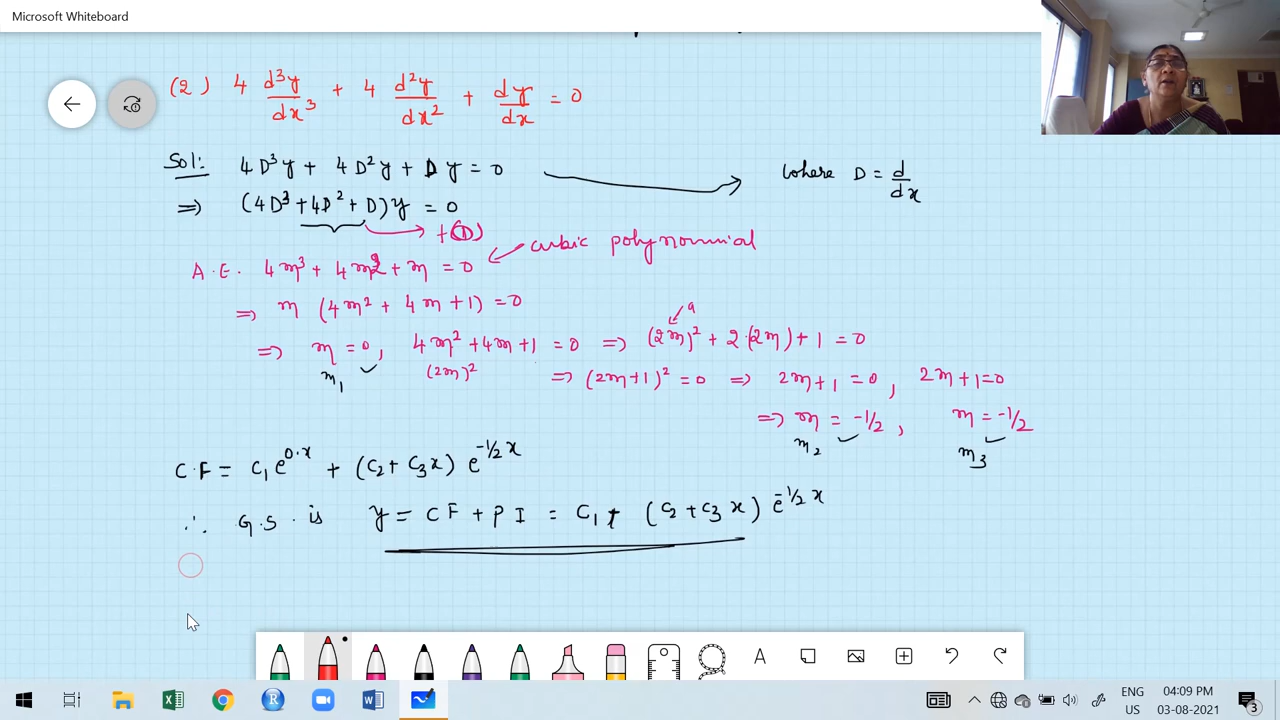 Microsoft Whiteboard
(2) 4 d³y/dx³ + 4 d²y/dx² + dy/dx = 0
Sol: 4D³y + 4D²y + Dy = 0 where D = d/dx
⇒ (4D³ + 4D² + D)y = 0
f(D)
cubic polynomial
A.E. 4m³ + 4m² + m = 0
⇒ m (4m² + 4m + 1) = 0
a
⇒ m = 0, 4m² + 4m + 1 = 0 ⇒ (2m)² + 2·(2m) + 1 = 0
m₁ (2m)² ⇒ (2m+1)² = 0 ⇒ 2m+1 = 0, 2m+1=0
⇒ m = -1/2, m = -1/2
m₂ m₃
C.F = C₁e^0·x + (C₂ + C₃x) e^-1/2 x
∴ G.S. is y = CF + PI = C₁ + (C₂ + C₃x) e^-1/2 x
A
ENG 04:09 PM
US 03-08-2021 3